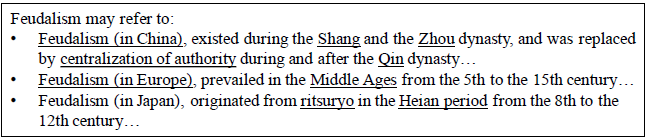 Feudalism may refer to:
• Feudalism (in China), existed during the Shang and the Zhou dynasty, and was replaced
by centralization of authority during and after the Qin dynasty…
• Feudalism (in Europe), prevailed in the Middle Ages from the 5th to the 15th century…
• Feudalism (in Japan), originated from ritsuryo in the Heian period from the 8th to the
12th century…